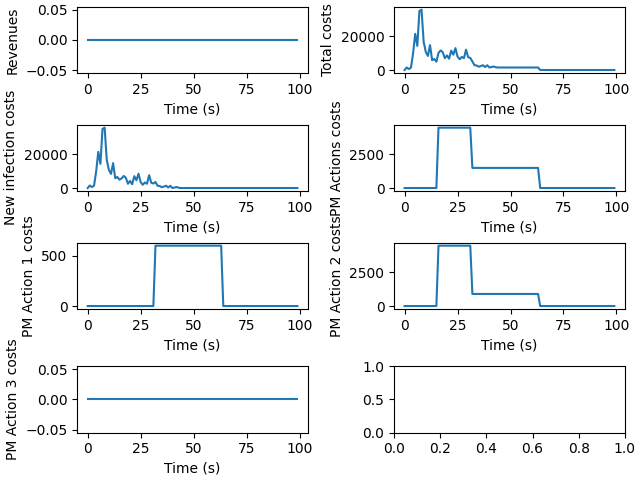 Revenues
0.05
0.00
−0.05
0 25 50 75 100
Time (s)
Total costs
20000
0
0 25 50 75 100
Time (s)
New infection costs
20000
0
0 25 50 75 100
Time (s)
PM Actions costs
2500
0
0 25 50 75 100
Time (s)
PM Action 1 costs
500
0
0 25 50 75 100
Time (s)
PM Action 2 costs
2500
0
0 25 50 75 100
Time (s)
PM Action 3 costs
0.05
0.00
−0.05
0 25 50 75 100
Time (s)
1.0
0.5
0.0
0.0 0.2 0.4 0.6 0.8 1.0